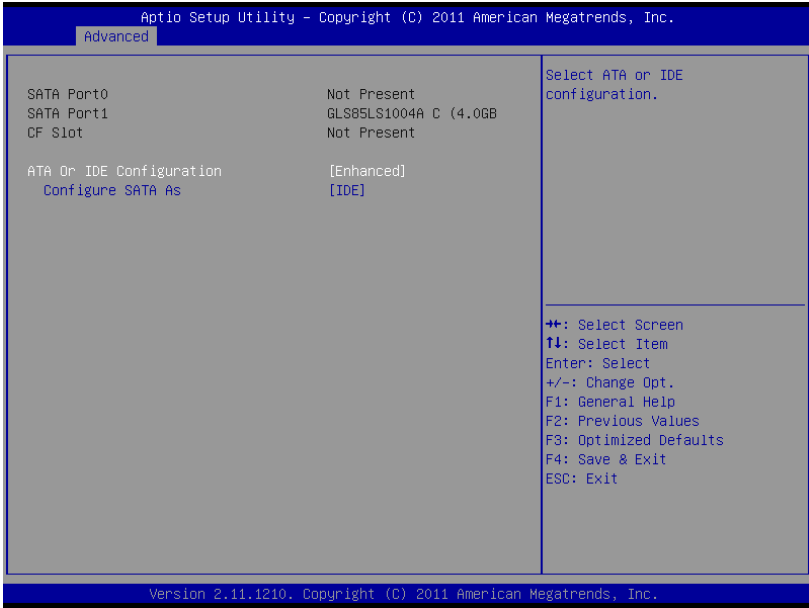 Aptio Setup Utility – Copyright (C) 2011 American Megatrends, Inc.
Advanced
SATA Port0 Not Present
SATA Port1 GLS85LS1004A C (4.0GB
CF Slot Not Present
ATA Or IDE Configuration [Enhanced]
Configure SATA As [IDE]
Select ATA or IDE
configuration.
→←: Select Screen
↑↓: Select Item
Enter: Select
+/-: Change Opt.
F1: General Help
F2: Previous Values
F3: Optimized Defaults
F4: Save & Exit
ESC: Exit
Version 2.11.1210. Copyright (C) 2011 American Megatrends, Inc.